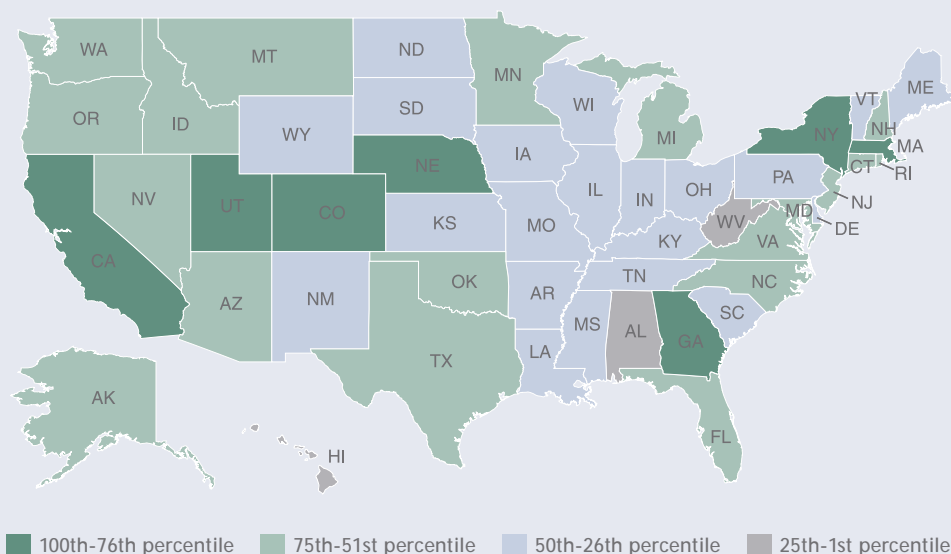 WA
MT
ND
MN
OR
ID
SD
WI
WY
MI
VT
ME
NY
NH
MA
CT
RI
IA
NE
NV
UT
CO
KS
IL
IN
OH
PA
NJ
MD
DE
WV
VA
MO
KY
CA
AZ
NM
OK
AR
TN
NC
SC
MS
AL
GA
LA
TX
FL
AK
HI
100th-76th percentile 75th-51st percentile 50th-26th percentile 25th-1st percentile